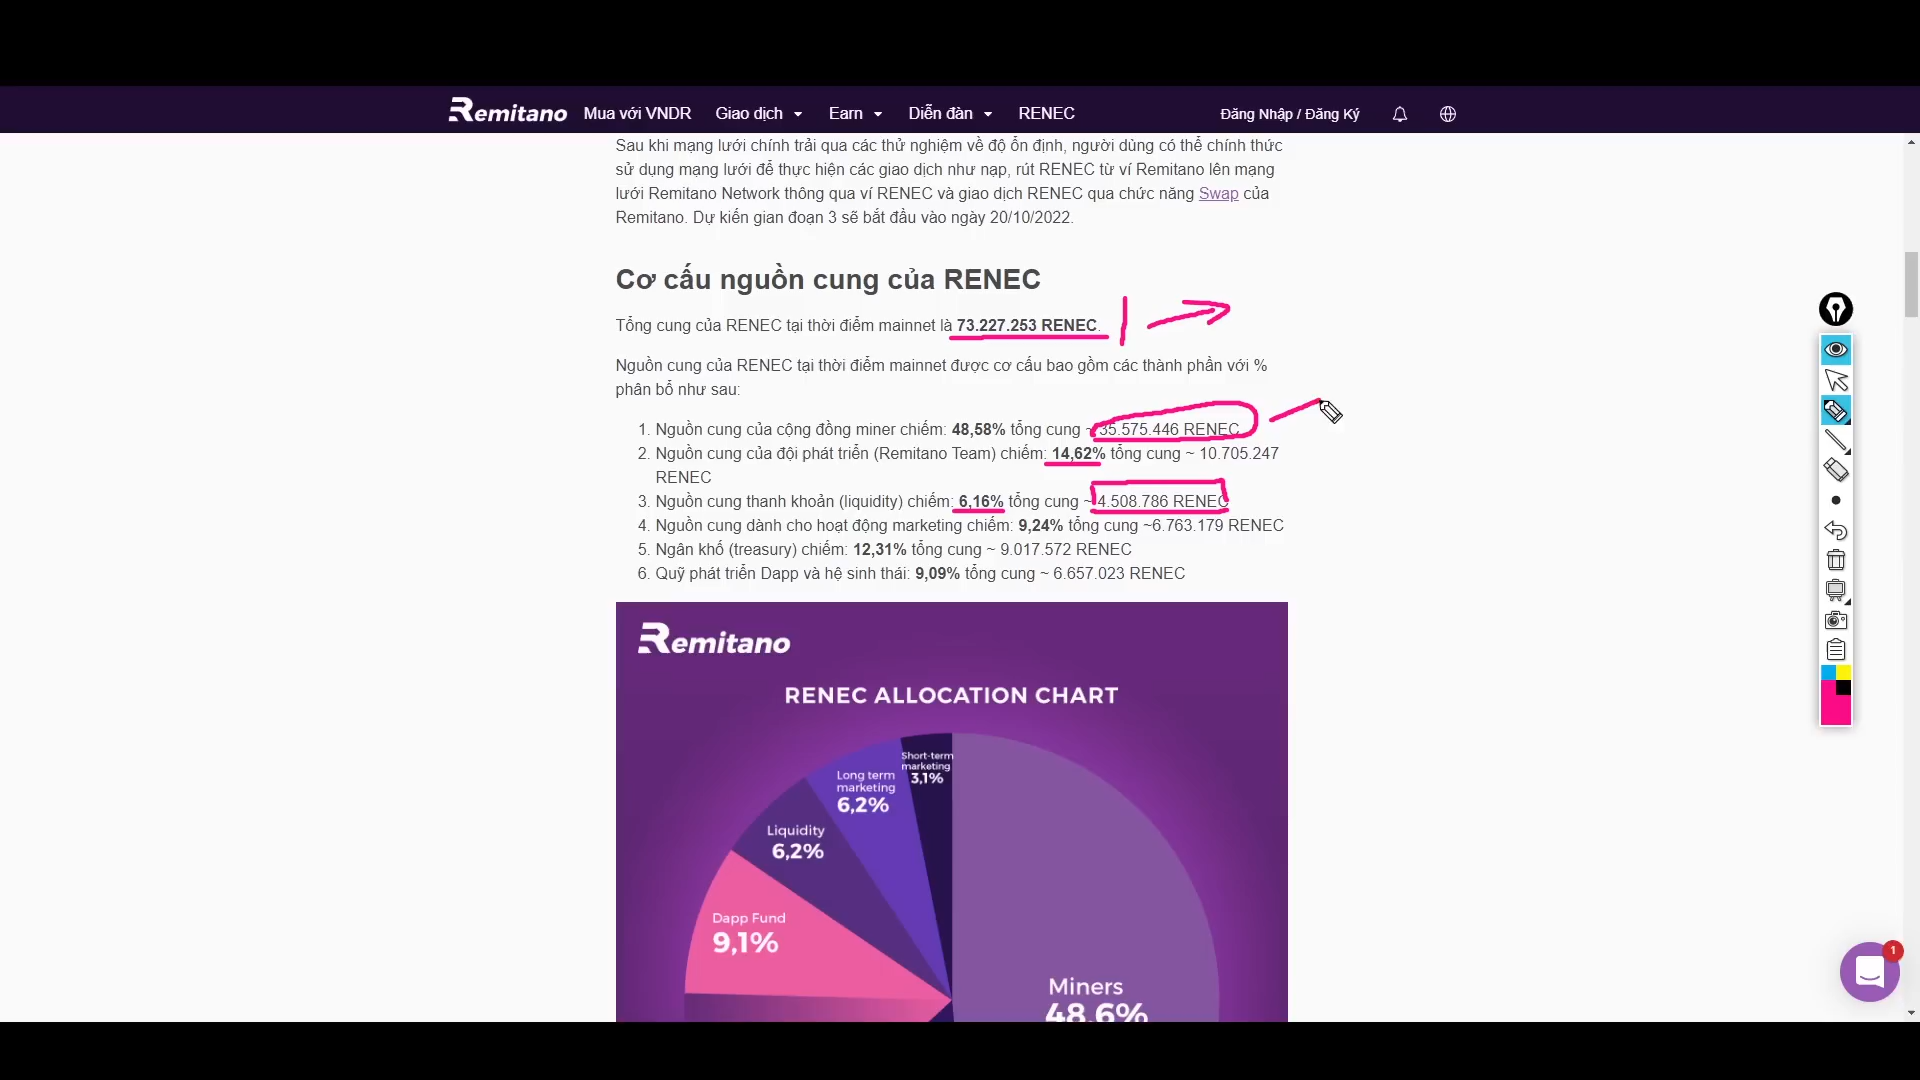 Remitano Mua với VNDR Giao dịch Earn Diễn đàn RENEC Đăng Nhập / Đăng Ký
Sau khi mạng lưới chính trải qua các thử nghiệm về độ ổn định, người dùng có thể chính thức
sử dụng mạng lưới để thực hiện các giao dịch như nạp, rút RENEC từ ví Remitano lên mạng
lưới Remitano Network thông qua ví RENEC và giao dịch RENEC qua chức năng Swap của
Remitano. Dự kiến gian đoạn 3 sẽ bắt đầu vào ngày 20/10/2022.
Cơ cấu nguồn cung của RENEC
Tổng cung của RENEC tại thời điểm mainnet là 73.227.253 RENEC.
Nguồn cung của RENEC tại thời điểm mainnet được cơ cấu bao gồm các thành phần với %
phân bổ như sau:
1. Nguồn cung của cộng đồng miner chiếm: 48,58% tổng cung ~ 35.575.446 RENEC
2. Nguồn cung của đội phát triển (Remitano Team) chiếm: 14,62% tổng cung ~ 10.705.247
RENEC
3. Nguồn cung thanh khoản (liquidity) chiếm: 6,16% tổng cung ~ 4.508.786 RENEC
4. Nguồn cung dành cho hoạt động marketing chiếm: 9,24% tổng cung ~6.763.179 RENEC
5. Ngân khố (treasury) chiếm: 12,31% tổng cung ~ 9.017.572 RENEC
6. Quỹ phát triển Dapp và hệ sinh thái: 9,09% tổng cung ~ 6.657.023 RENEC
Remitano
RENEC ALLOCATION CHART
Short-term
marketing
3,1%
Long term
marketing
6,2%
Liquidity
6,2%
Dapp Fund
9,1%
Miners
48,6%
1